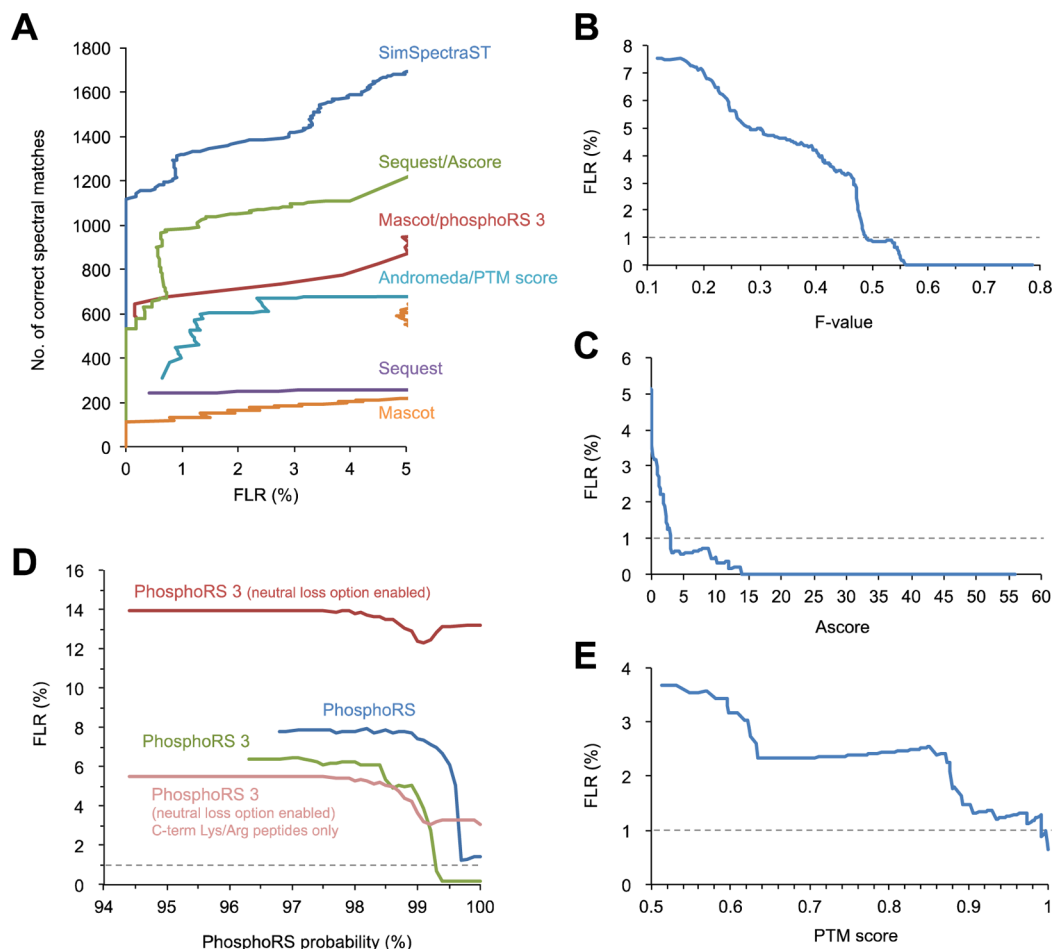 A
1800
1600
1400
1200
1000
800
600
400
200
0
No. of correct spectral matches
SimSpectraST
Sequest/Ascore
Mascot/phosphoRS 3
Andromeda/PTM score
Sequest
Mascot
0 1 2 3 4 5
FLR (%)
B
8
7
6
5
4
3
2
1
0
FLR (%)
0.1 0.2 0.3 0.4 0.5 0.6 0.7 0.8
F-value
C
6
5
4
3
2
1
0
FLR (%)
0 5 10 15 20 25 30 35 40 45 50 55 60
Ascore
D
16
14
12
10
8
6
4
2
0
FLR (%)
PhosphoRS 3 (neutral loss option enabled)
PhosphoRS
PhosphoRS 3
PhosphoRS 3
(neutral loss option enabled)
C-term Lys/Arg peptides only
94 95 96 97 98 99 100
PhosphoRS probability (%)
E
4
3
2
1
0
FLR (%)
0.5 0.6 0.7 0.8 0.9 1
PTM score